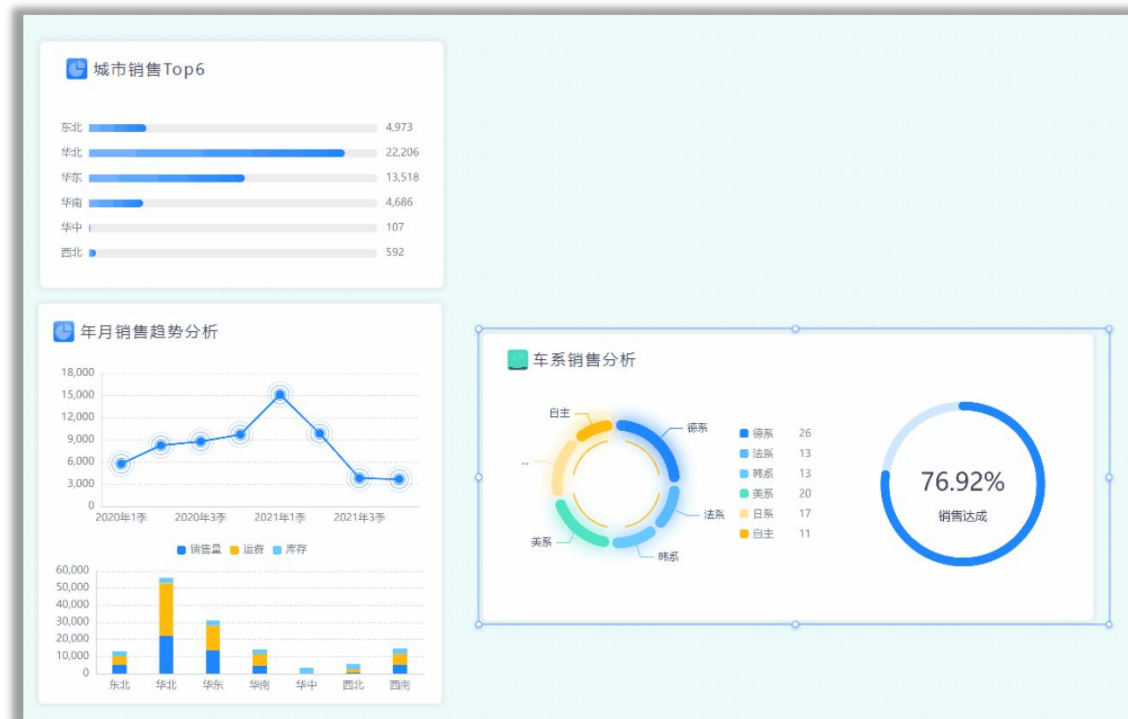 城市销售Top6
东北 4,973
华北 22,206
华东 13,518
华南 4,686
华中 107
西北 592
年月销售趋势分析
18,000
15,000
12,000
9,000
6,000
3,000
0
2020年1季 2020年3季 2021年1季 2021年3季
销售量 运费 库存
60,000
50,000
40,000
30,000
20,000
10,000
0
东北 华北 华东 华南 华中 西北 西南
车系销售分析
自主
德系
...
法系
美系
韩系
德系 26
法系 13
韩系 13
美系 20
日系 17
自主 11
76.92%
销售达成